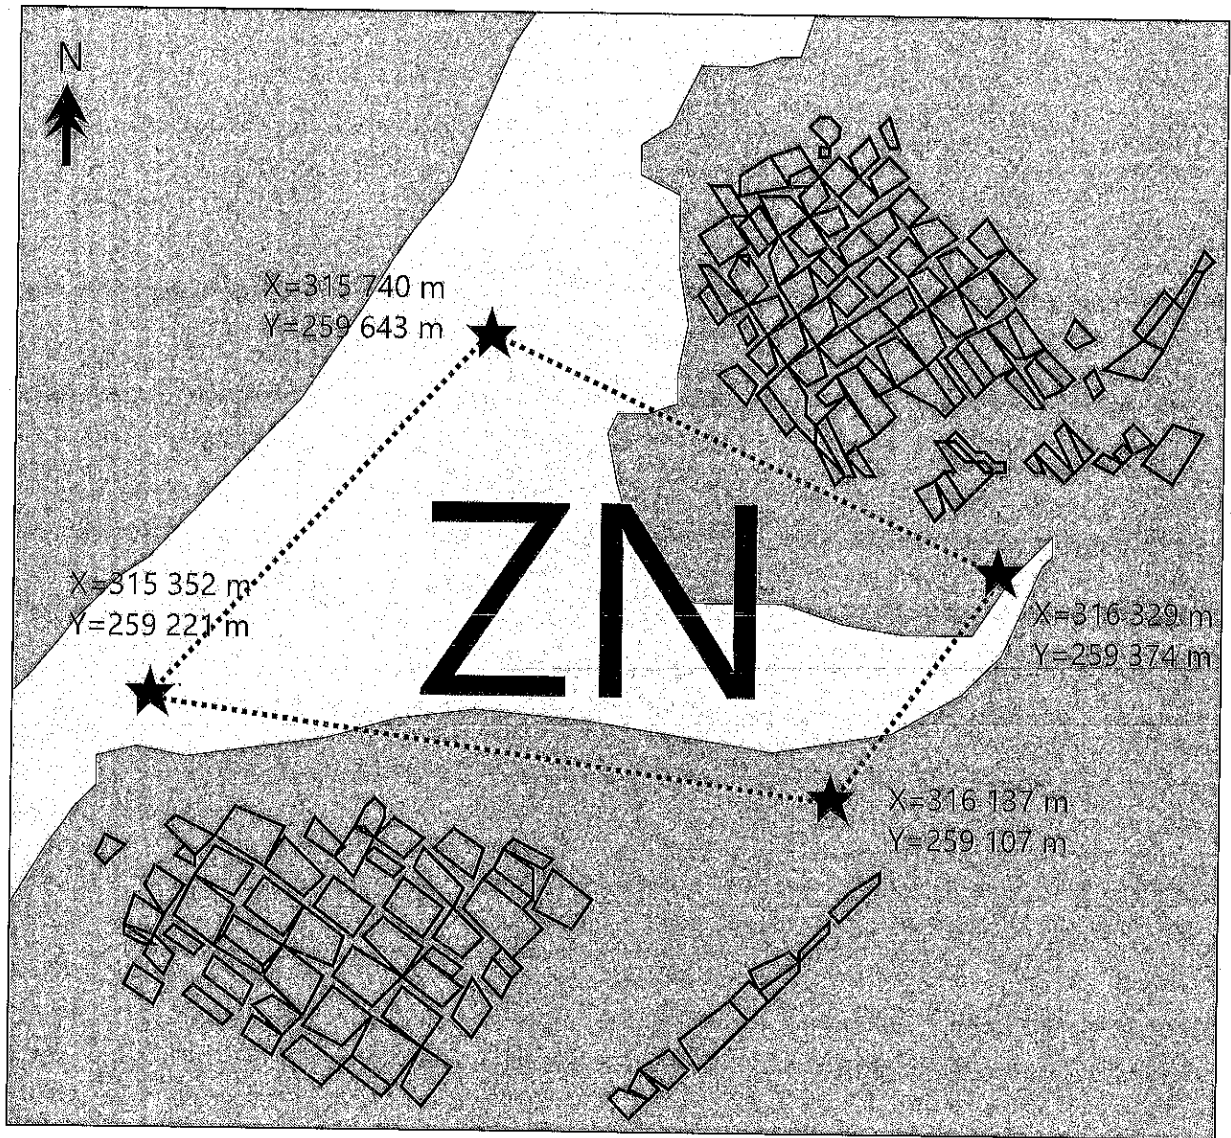 N
X=315 740 m
Y=259 643 m
ZN
X=315 352 m
Y=259 221 m
X=316 329 m
Y=259 374 m
X=316 137 m
Y=259 107 m